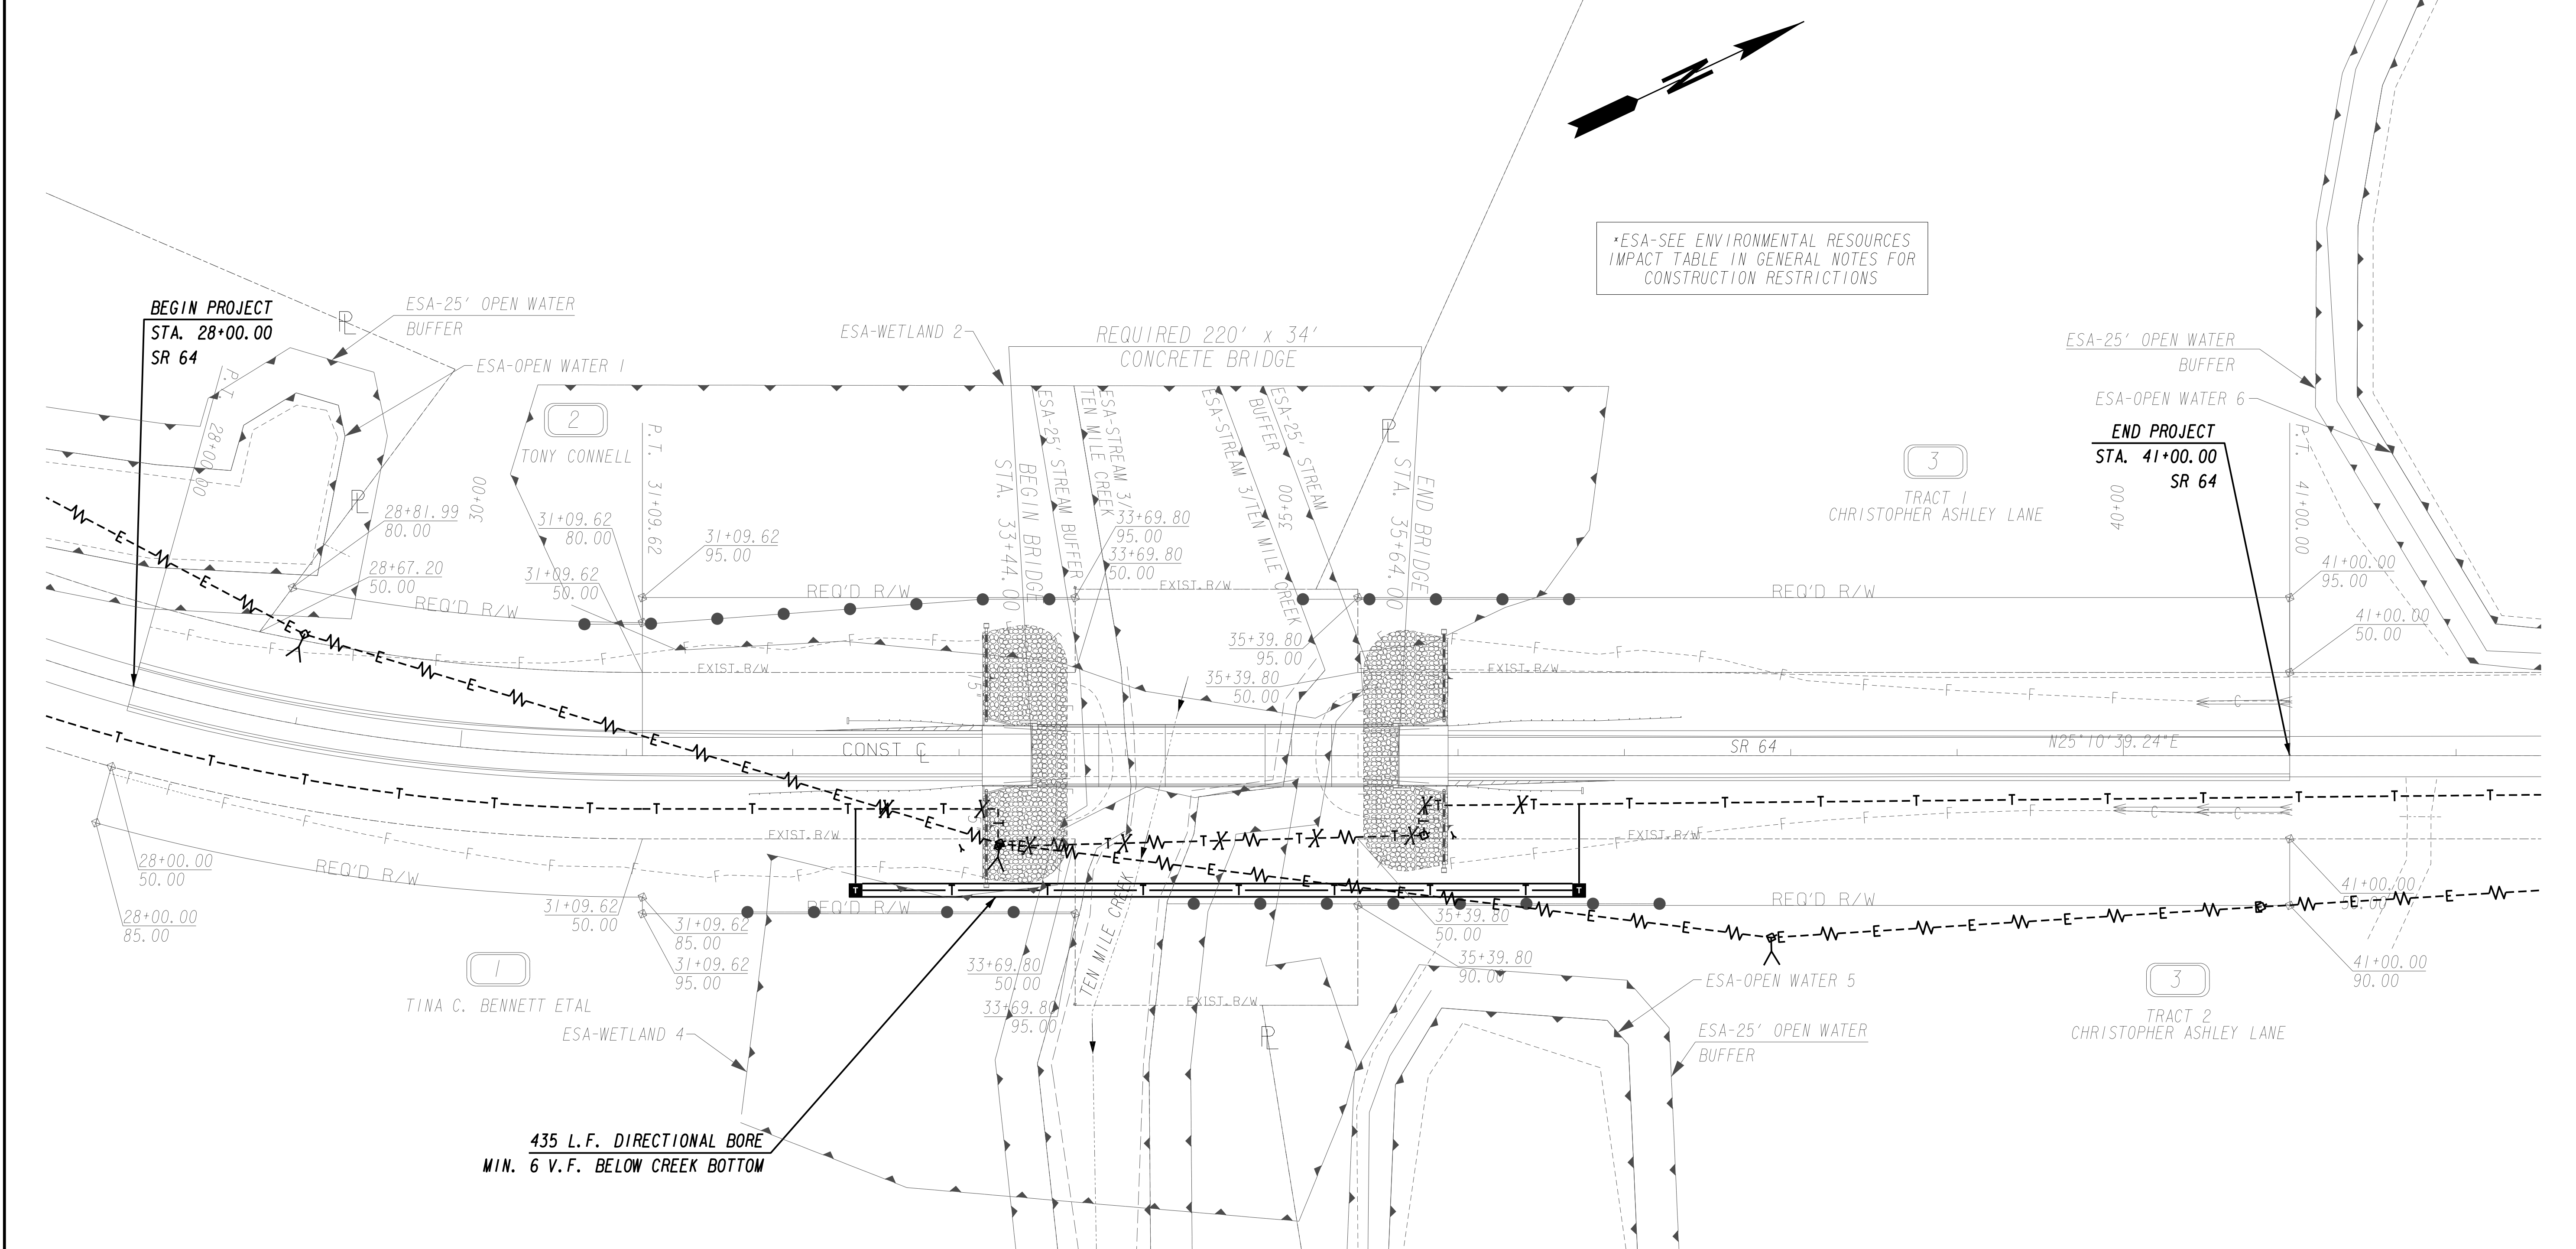 N
*ESA-SEE ENVIRONMENTAL RESOURCES
IMPACT TABLE IN GENERAL NOTES FOR
CONSTRUCTION RESTRICTIONS
BEGIN PROJECT
STA. 28+00.00
SR 64
ESA-25' OPEN WATER
BUFFER
ESA-OPEN WATER 1
P.T.
28+00.00
28+81.99
80.00
28+67.20
50.00
30+00
2
TONY CONNELL
P.T. 31+09.62
31+09.62
80.00
31+09.62
50.00
31+09.62
95.00
ESA-WETLAND 2
REQUIRED 220' x 34'
CONCRETE BRIDGE
BEGIN BRIDGE
STA. 33+44.00
ESA-25' STREAM BUFFER
ESA-STREAM 3/
TEN MILE CREEK
33+69.80
95.00
33+69.80
50.00
ESA-STREAM 3/TEN MILE CREEK
ESA-25' STREAM
BUFFER
35+00
END BRIDGE
STA. 35+64.00
35+39.80
95.00
35+39.80
50.00
3
TRACT 1
CHRISTOPHER ASHLEY LANE
ESA-25' OPEN WATER
BUFFER
ESA-OPEN WATER 6
END PROJECT
STA. 41+00.00
SR 64
40+00
P.T. 41+00.00
41+00.00
95.00
41+00.00
50.00
REQ'D R/W
REQ'D R/W
EXIST.R/W
REQ'D R/W
EXIST.R/W
EXIST.R/W
CONST ℄
SR 64
N25°10'39.24"E
EXIST.R/W
EXIST.R/W
REQ'D R/W
REQ'D R/W
REQ'D R/W
28+00.00
50.00
28+00.00
85.00
31+09.62
50.00
31+09.62
85.00
31+09.62
95.00
33+69.80
50.00
33+69.80
95.00
TEN MILE CREEK
EXIST.R/W
35+39.80
50.00
35+39.80
90.00
41+00.00
50.00
41+00.00
90.00
1
TINA C. BENNETT ETAL
ESA-WETLAND 4
ESA-OPEN WATER 5
ESA-25' OPEN WATER
BUFFER
3
TRACT 2
CHRISTOPHER ASHLEY LANE
435 L.F. DIRECTIONAL BORE
MIN. 6 V.F. BELOW CREEK BOTTOM